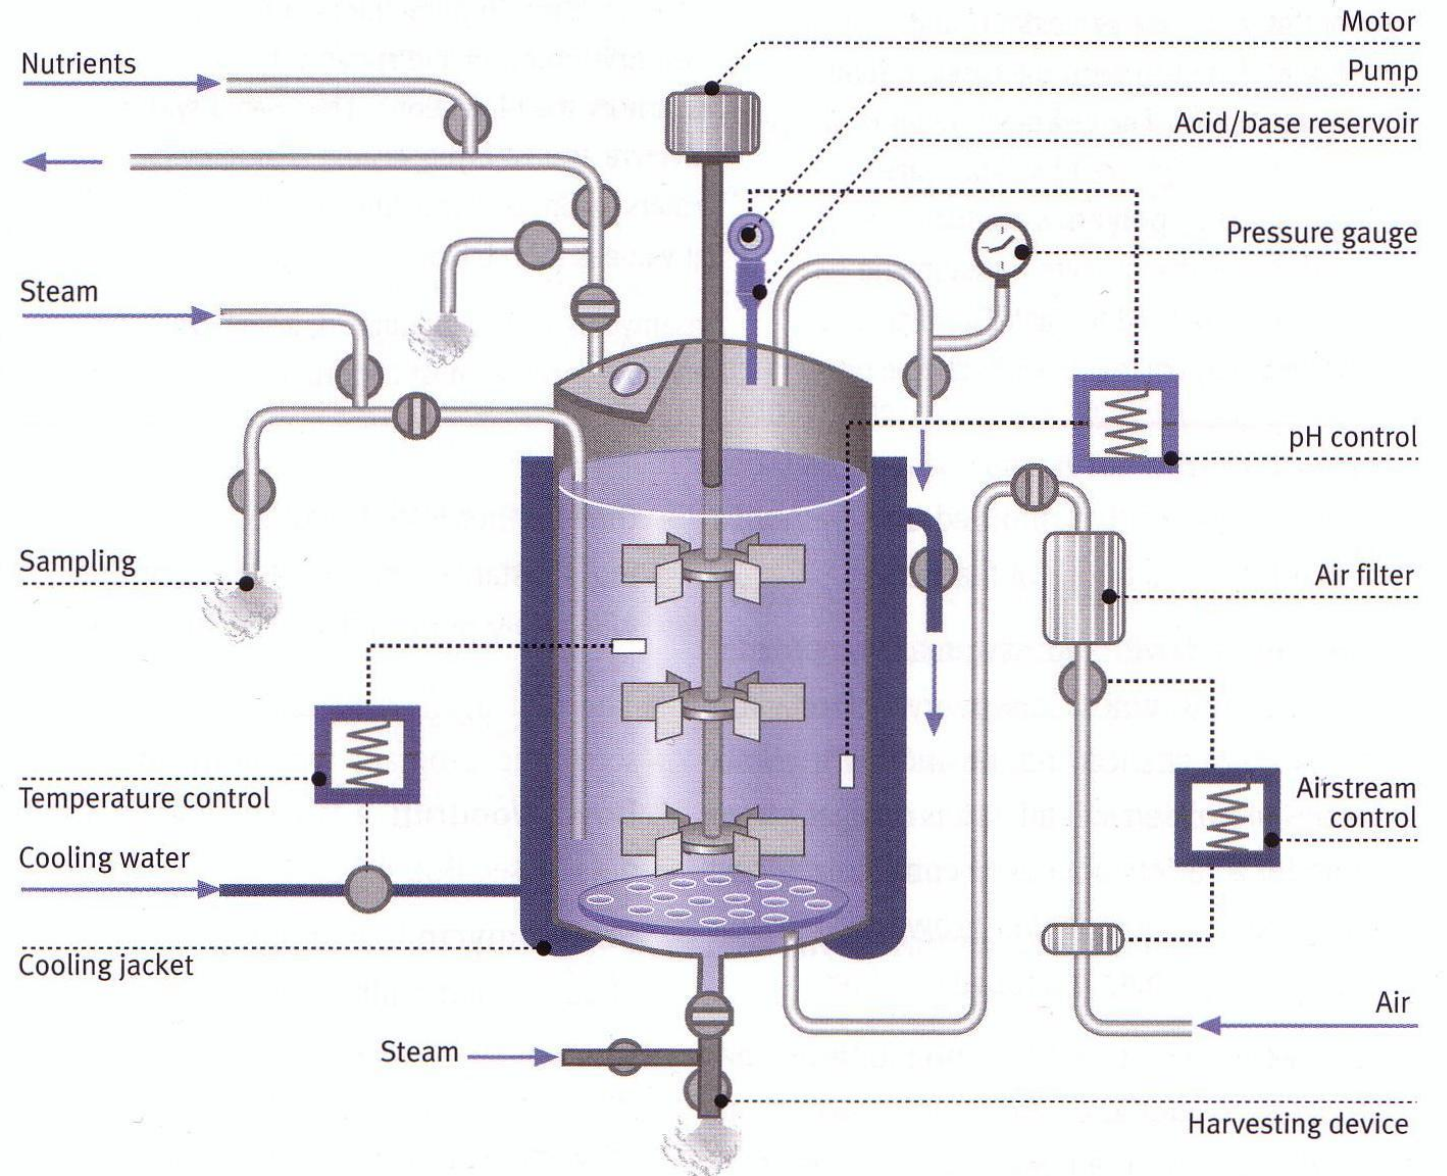 Motor
Nutrients
Pump
Acid/base reservoir
Pressure gauge
Steam
pH control
Sampling
Air filter
Temperature control
Airstream
control
Cooling water
Cooling jacket
Air
Steam
Harvesting device